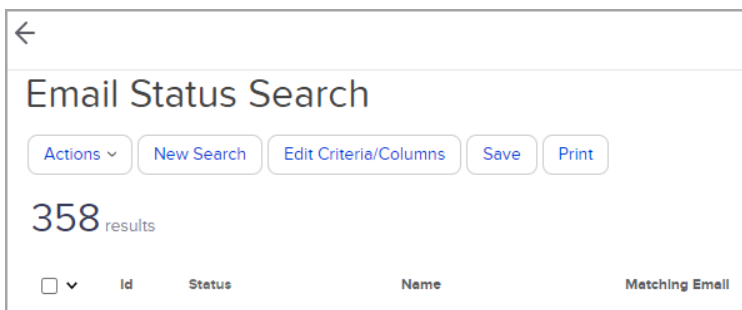 Email Status Search
Actions New Search Edit Criteria/Columns Save Print
358 results
Id Status Name Matching Email